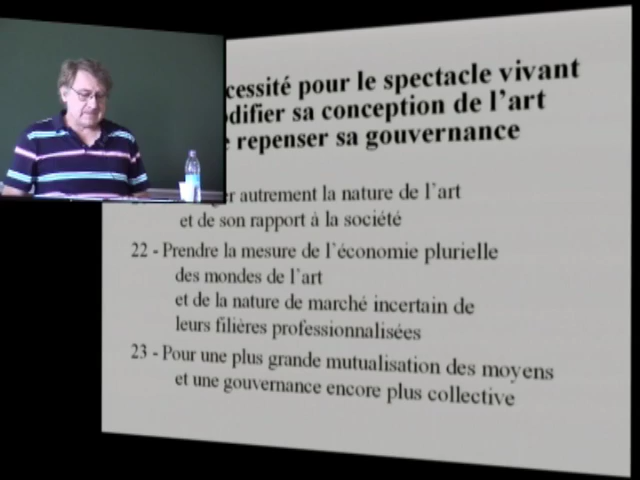 cessité pour le spectacle vivant
difier sa conception de l'art
repenser sa gouvernance
autrement la nature de l'art
et de son rapport à la société
22 - Prendre la mesure de l'économie plurielle
des mondes de l'art
et de la nature de marché incertain de
leurs filières professionnalisées
23 - Pour une plus grande mutualisation des moyens
et une gouvernance encore plus collective